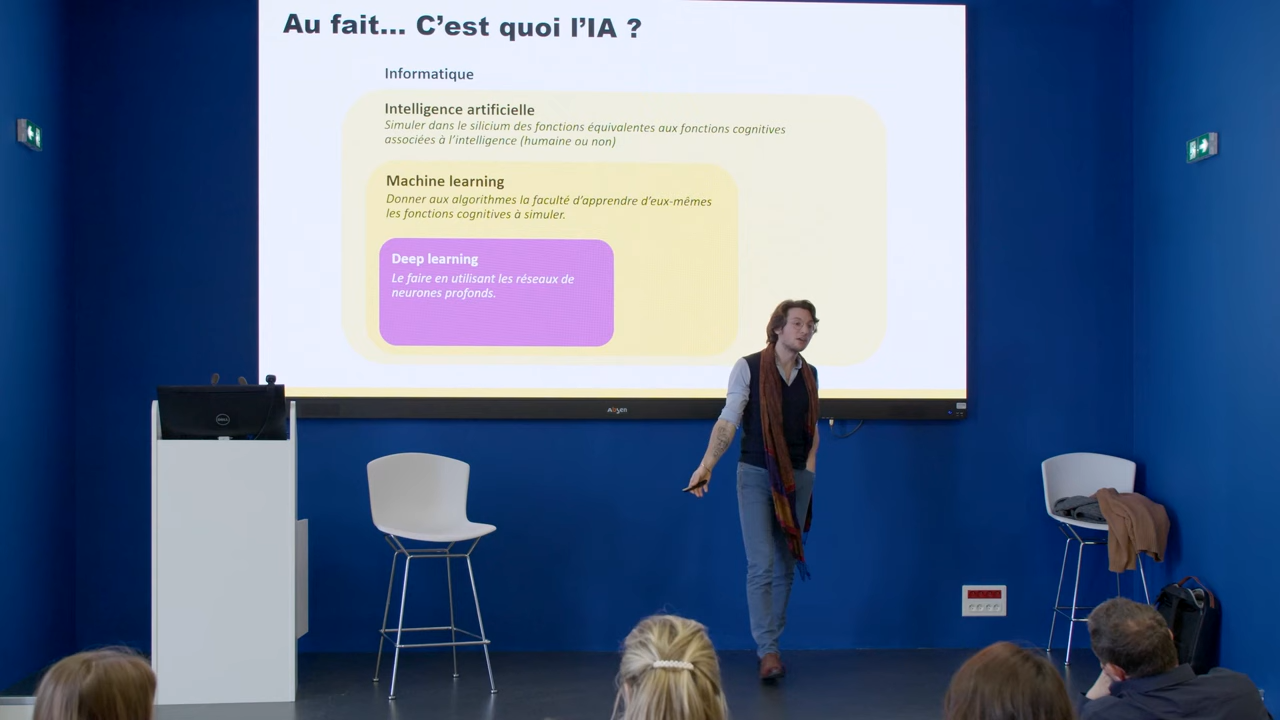 Au fait... C'est quoi l'IA ?
Informatique
Intelligence artificielle
Simuler dans le silicium des fonctions équivalentes aux fonctions cognitives
associées à l'intelligence (humaine ou non)
Machine learning
Donner aux algorithmes la faculté d'apprendre d'eux-mêmes
les fonctions cognitives à simuler.
Deep learning
Le faire en utilisant les réseaux de
neurones profonds.
DELL